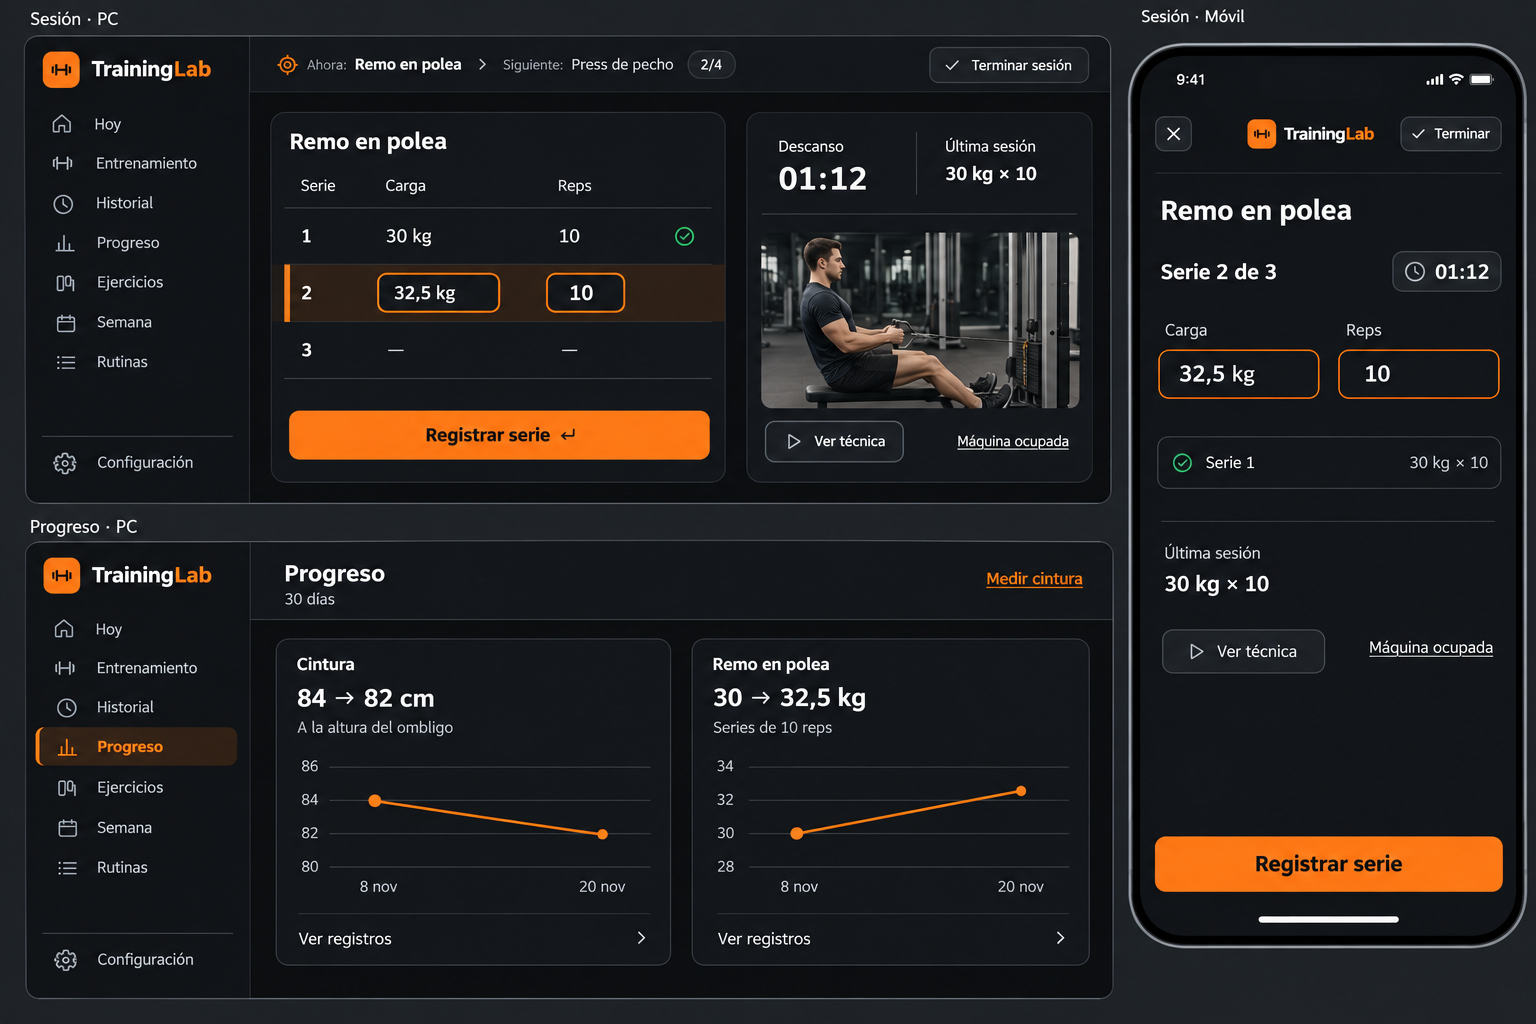 Sesión · PC
TrainingLab
Hoy
Entrenamiento
Historial
Progreso
Ejercicios
Semana
Rutinas
Configuración
Ahora: Remo en polea > Siguiente: Press de pecho 2/4
Terminar sesión
Remo en polea
Serie Carga Reps
1 30 kg 10
2 32,5 kg 10
3 — —
Registrar serie ↵
Descanso
01:12
Última sesión
30 kg × 10
Ver técnica
Máquina ocupada
Progreso · PC
TrainingLab
Hoy
Entrenamiento
Historial
Progreso
Ejercicios
Semana
Rutinas
Configuración
Progreso
30 días
Medir cintura
Cintura
84 → 82 cm
A la altura del ombligo
86
84
82
80
8 nov 20 nov
Ver registros
Remo en polea
30 → 32,5 kg
Series de 10 reps
34
32
30
28
8 nov 20 nov
Ver registros
Sesión · Móvil
9:41
TrainingLab
Terminar
Remo en polea
Serie 2 de 3
01:12
Carga Reps
32,5 kg 10
Serie 1 30 kg × 10
Última sesión
30 kg × 10
Ver técnica
Máquina ocupada
Registrar serie